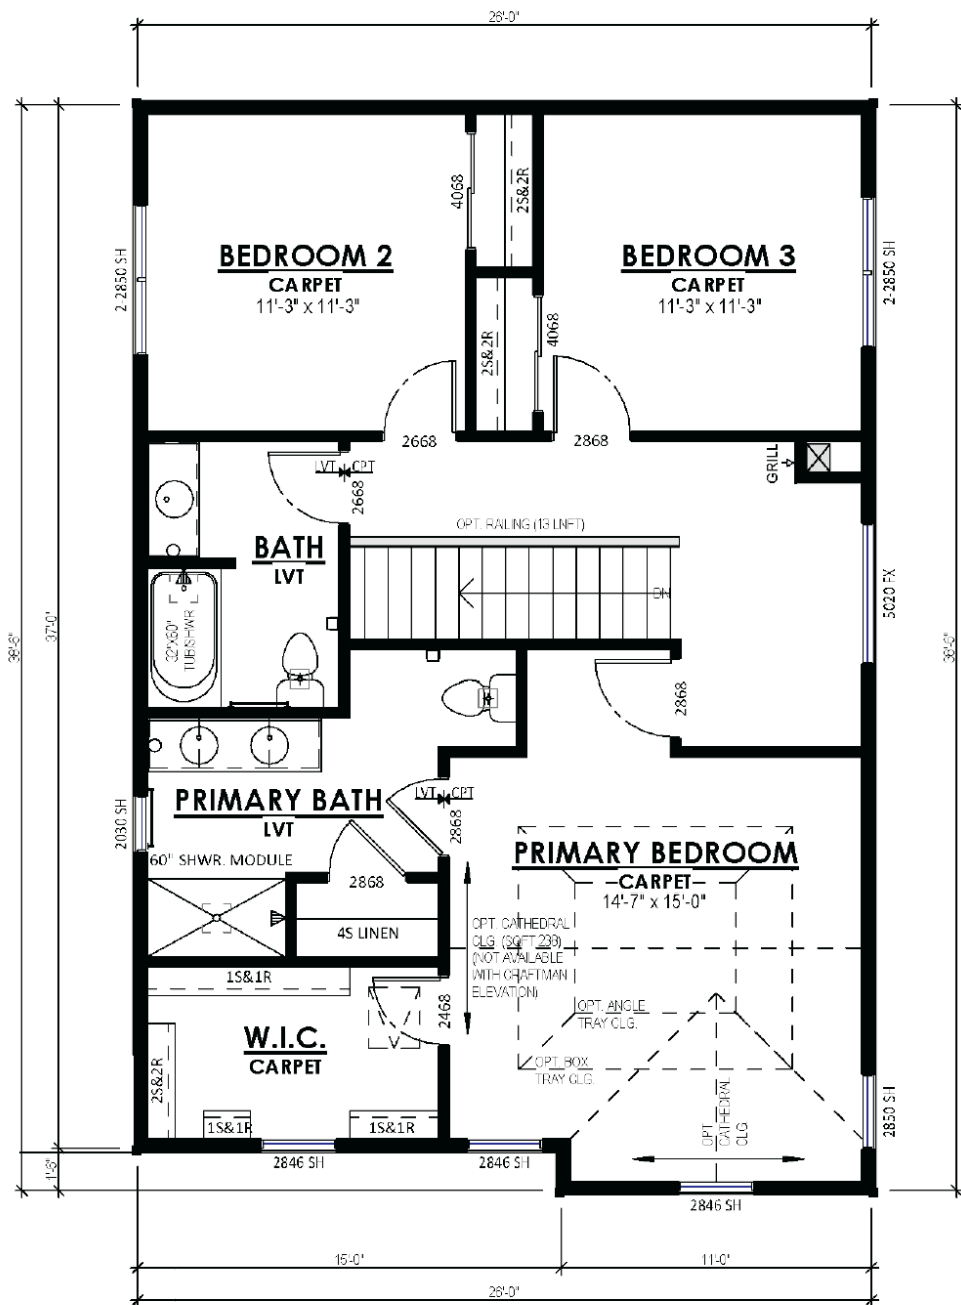 26'-0"
4068
2S&2R
BEDROOM 2
CARPET
11'-3" x 11'-3"
BEDROOM 3
CARPET
11'-3" x 11'-3"
2-2850 SH
2-2850 SH
2S&2R
4068
2668
2868
LVT
CPT
2668
GRILL
OPT. RAILING (13 LNFT)
BATH
LVT
DN
5020 FX
32"X60"
TUB/SHWR
37'-0"
38'-6"
38'-6"
2868
PRIMARY BATH
LVT
LVT
CPT
2868
2030 SH
60" SHWR. MODULE
2868
PRIMARY BEDROOM
CARPET
14'-7" x 15'-0"
4S LINEN
OPT. CATHEDRAL
CLG. (SQFT 238)
(NOT AVAILABLE
WITH CRAFTMAN
ELEVATION)
1S&1R
2468
OPT. ANGLE
TRAY CLG.
W.I.C.
CARPET
2S&2R
OPT. BOX
TRAY CLG.
OPT.
CATHEDRAL
CLG.
2850 SH
1S&1R
1S&1R
2846 SH
2846 SH
1'-6"
2846 SH
15'-0"
11'-0"
26'-0"